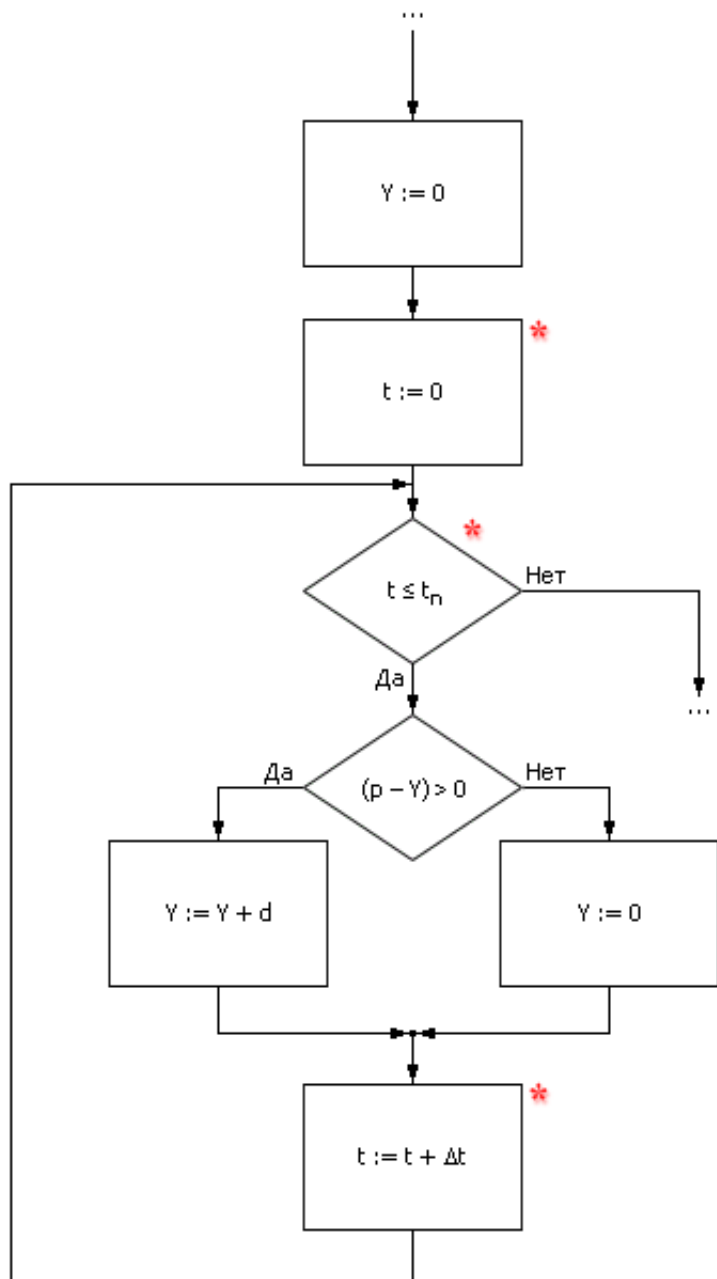 ...
Y := 0
*
t := 0
*
t ≤ tn
Нет
Да
...
Да
(p – Y) > 0
Нет
Y := Y + d
Y := 0
*
t := t + Δt